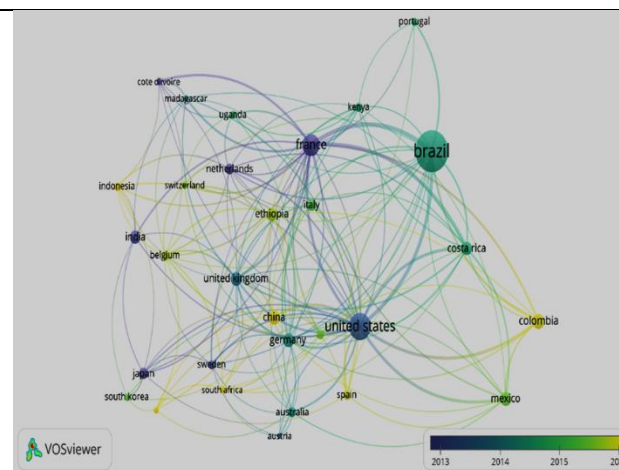 portugal
cote divoire
madagascar
kenya
uganda
france
brazil
netherlands
indonesia
switzerland
italy
ethiopia
india
costa rica
belgium
united kingdom
china
colombia
united states
germany
sweden
japan
south africa
spain
mexico
south korea
australia
austria
VOSviewer
2013 2014 2015